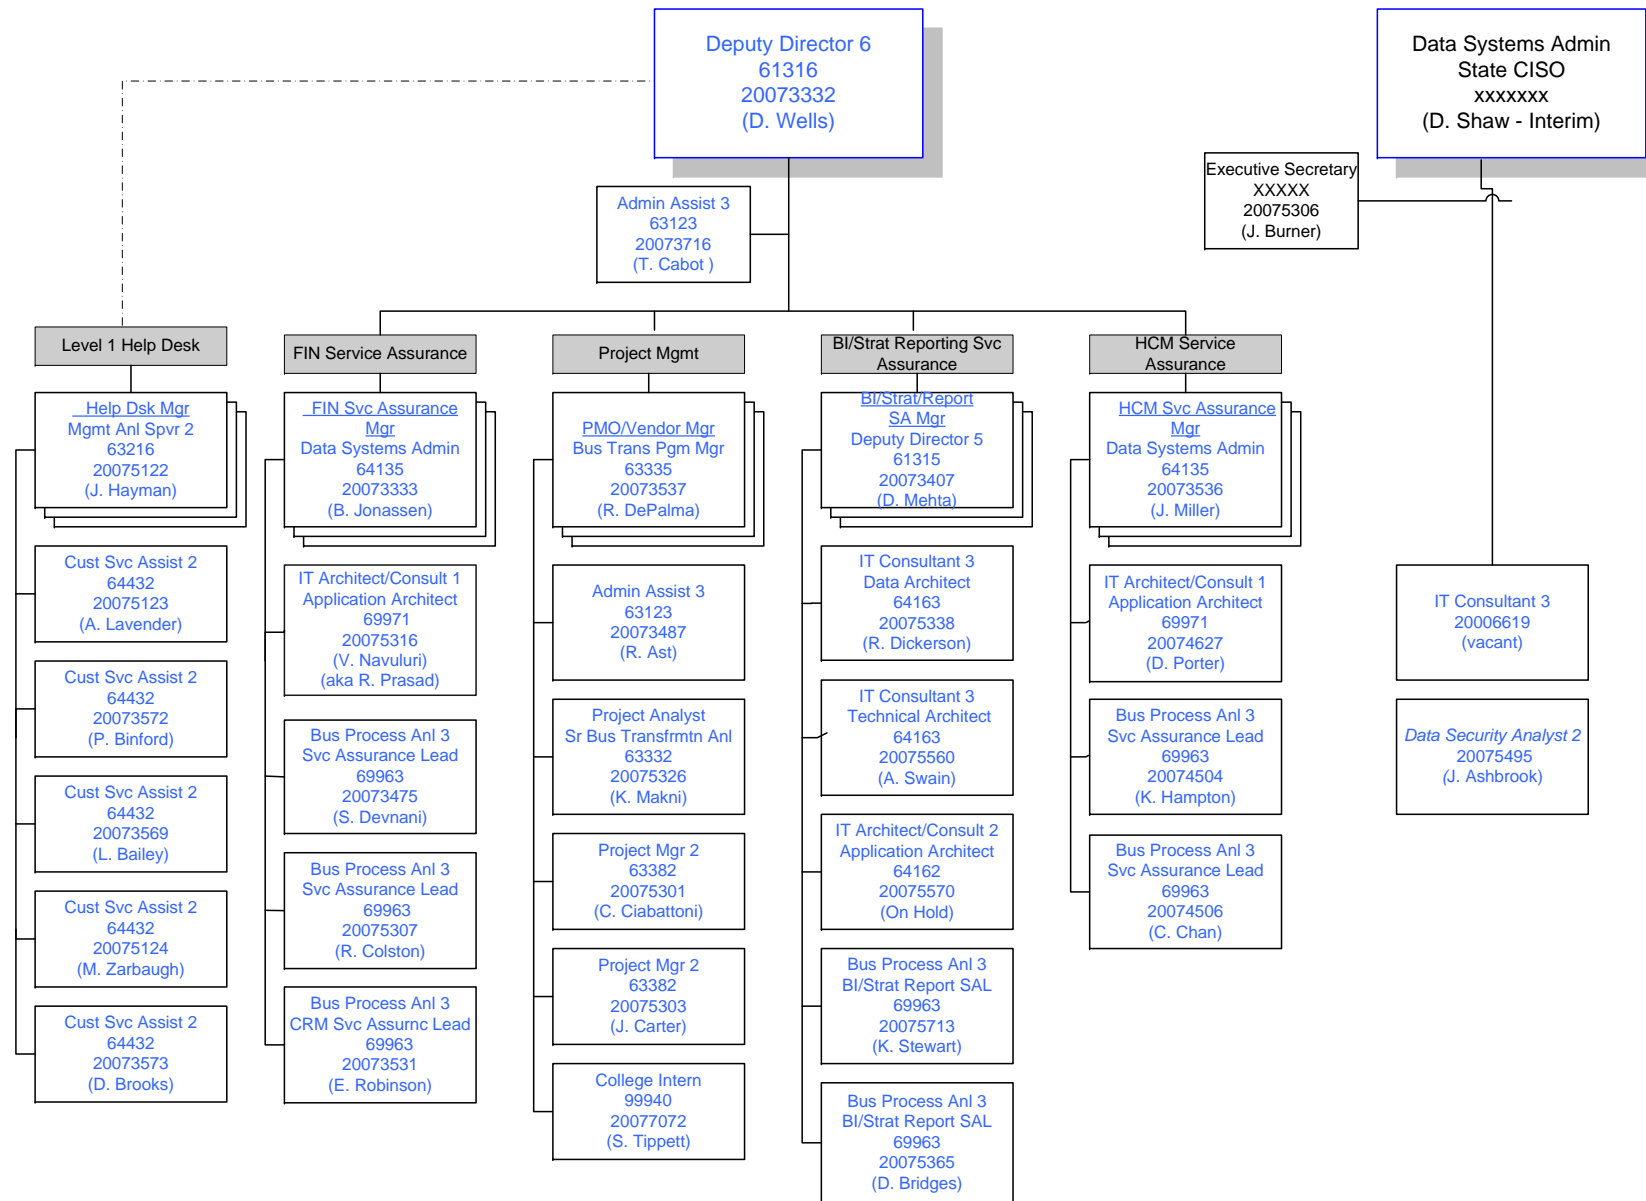 Deputy Director 6
61316
20073332
(D. Wells)
Data Systems Admin
State CISO
xxxxxxx
(D. Shaw - Interim)
Executive Secretary
XXXXX
20075306
(J. Burner)
Admin Assist 3
63123
20073716
(T. Cabot )
Level 1 Help Desk
Help Dsk Mgr
Mgmt Anl Spvr 2
63216
20075122
(J. Hayman)
Cust Svc Assist 2
64432
20075123
(A. Lavender)
Cust Svc Assist 2
64432
20073572
(P. Binford)
Cust Svc Assist 2
64432
20073569
(L. Bailey)
Cust Svc Assist 2
64432
20075124
(M. Zarbaugh)
Cust Svc Assist 2
64432
20073573
(D. Brooks)
FIN Service Assurance
FIN Svc Assurance
Mgr
Data Systems Admin
64135
20073333
(B. Jonassen)
IT Architect/Consult 1
Application Architect
69971
20075316
(V. Navuluri)
(aka R. Prasad)
Bus Process Anl 3
Svc Assurance Lead
69963
20073475
(S. Devnani)
Bus Process Anl 3
Svc Assurance Lead
69963
20075307
(R. Colston)
Bus Process Anl 3
CRM Svc Assurnc Lead
69963
20073531
(E. Robinson)
Project Mgmt
PMO/Vendor Mgr
Bus Trans Pgm Mgr
63335
20073537
(R. DePalma)
Admin Assist 3
63123
20073487
(R. Ast)
Project Analyst
Sr Bus Transfrmtn Anl
63332
20075326
(K. Makni)
Project Mgr 2
63382
20075301
(C. Ciabattoni)
Project Mgr 2
63382
20075303
(J. Carter)
College Intern
99940
20077072
(S. Tippett)
BI/Strat Reporting Svc
Assurance
BI/Strat/Report
SA Mgr
Deputy Director 5
61315
20073407
(D. Mehta)
IT Consultant 3
Data Architect
64163
20075338
(R. Dickerson)
IT Consultant 3
Technical Architect
64163
20075560
(A. Swain)
IT Architect/Consult 2
Application Architect
64162
20075570
(On Hold)
Bus Process Anl 3
BI/Strat Report SAL
69963
20075713
(K. Stewart)
Bus Process Anl 3
BI/Strat Report SAL
69963
20075365
(D. Bridges)
HCM Service
Assurance
HCM Svc Assurance
Mgr
Data Systems Admin
64135
20073536
(J. Miller)
IT Architect/Consult 1
Application Architect
69971
20074627
(D. Porter)
Bus Process Anl 3
Svc Assurance Lead
69963
20074504
(K. Hampton)
Bus Process Anl 3
Svc Assurance Lead
69963
20074506
(C. Chan)
IT Consultant 3
20006619
(vacant)
Data Security Analyst 2
20075495
(J. Ashbrook)